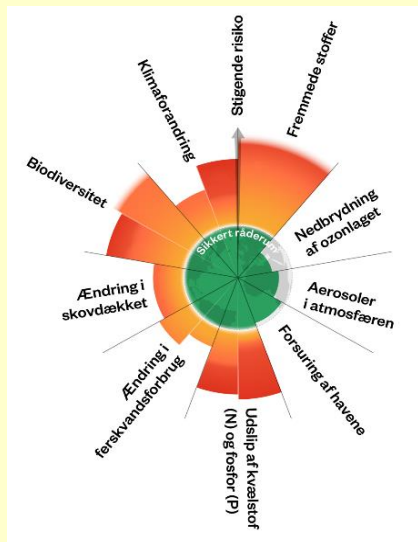 Stigende risiko
Fremmede stoffer
Nedbrydning
af ozonlaget
Aerosoler
i atmosfæren
Forsuring af havene
Udslip af kvælstof
(N) og fosfor (P)
Ændring i
ferskvandsforbrug
Ændring i
skovdækket
Biodiversitet
Klimaforandring
Sikkert råderum